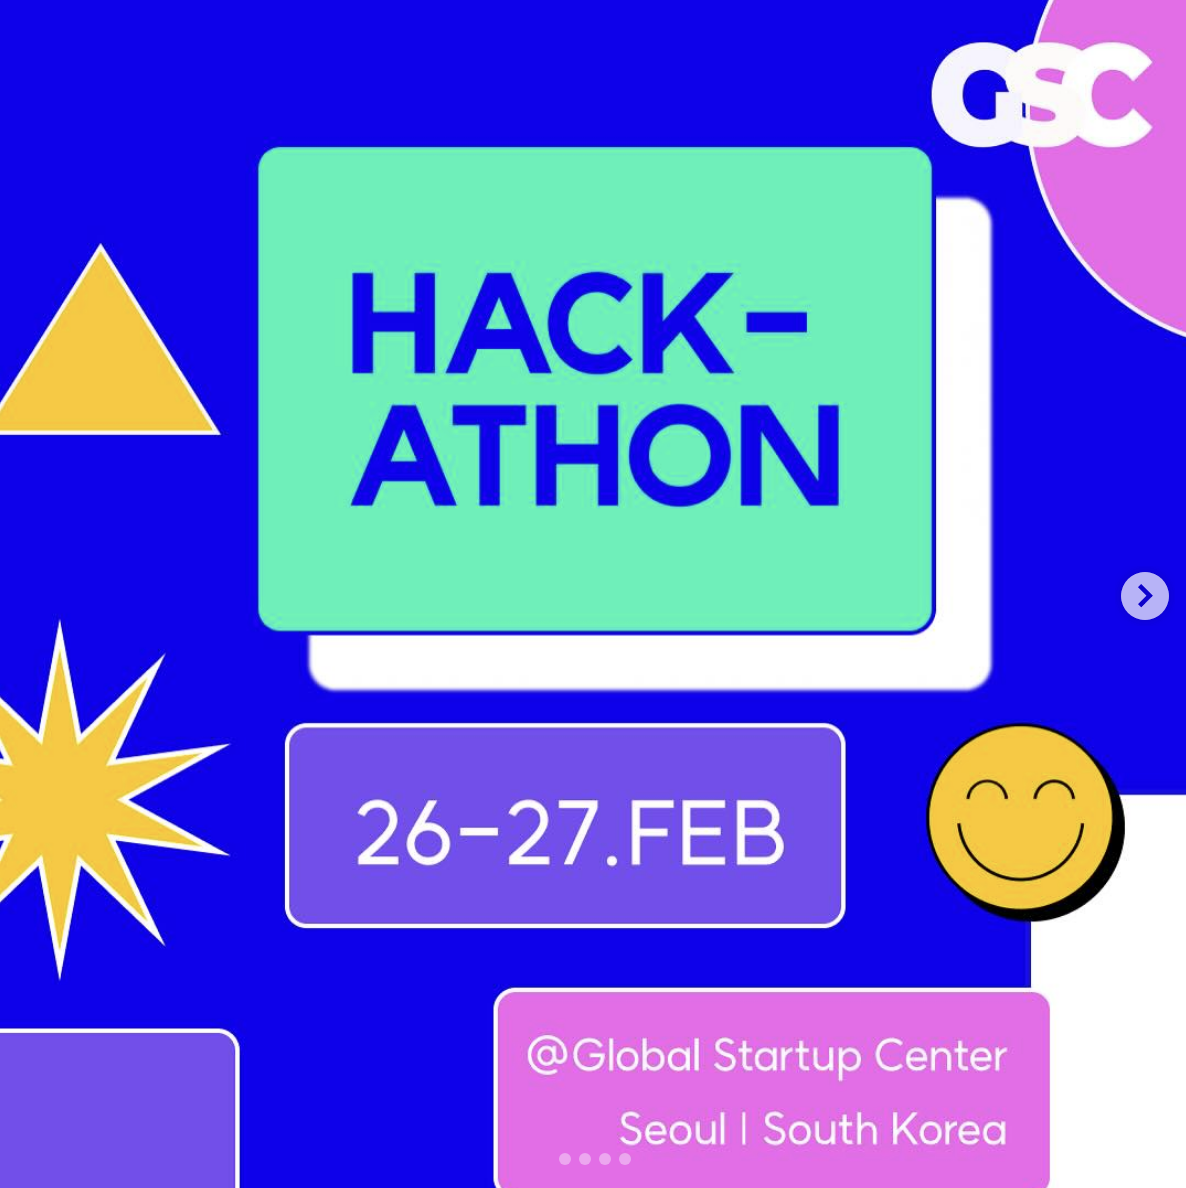 GSC
HACK-
ATHON
26-27.FEB
@Global Startup Center
Seoul | South Korea